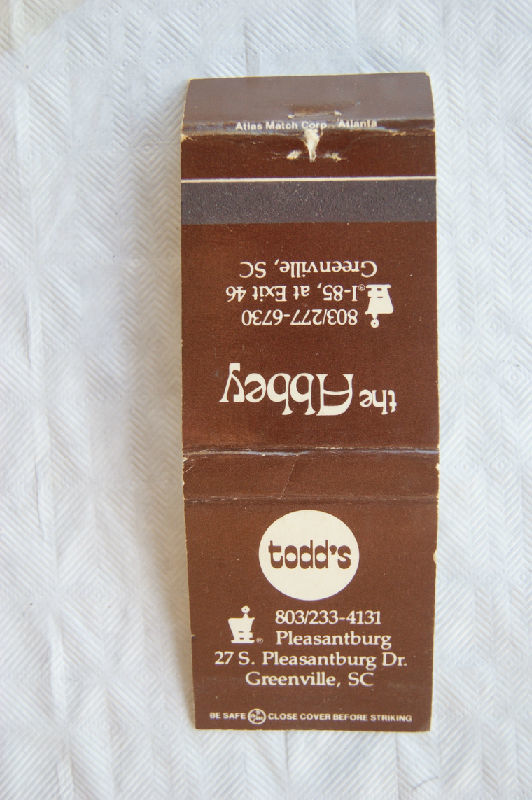 Atlas Match Corp., Atlanta
the Abbey
803/277-6730
I-85, at Exit 46
Greenville, SC
todd's
803/233-4131
Pleasantburg
27 S. Pleasantburg Dr.
Greenville, SC
BE SAFE CLOSE COVER BEFORE STRIKING